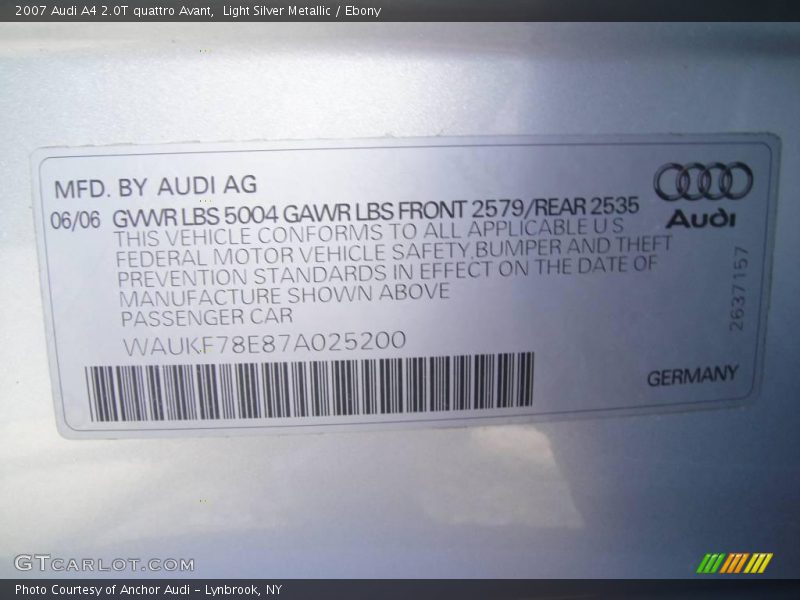 2007 Audi A4 2.0T quattro Avant,  Light Silver Metallic / Ebony
MFD. BY AUDI AG
06/06 GVWR LBS 5004 GAWR LBS FRONT 2579/REAR 2535
THIS VEHICLE CONFORMS TO ALL APPLICABLE U S
FEDERAL MOTOR VEHICLE SAFETY,BUMPER AND THEFT
PREVENTION STANDARDS IN EFFECT ON THE DATE OF
MANUFACTURE SHOWN ABOVE
PASSENGER CAR
WAUKF78E87A025200
Audi
2637157
GERMANY
GTCARLOT.COM
Photo Courtesy of Anchor Audi - Lynbrook, NY